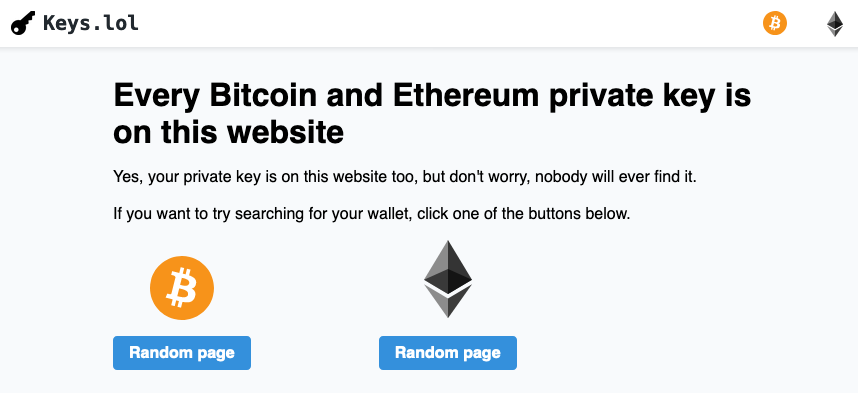 Keys.lol
Every Bitcoin and Ethereum private key is
on this website
Yes, your private key is on this website too, but don't worry, nobody will ever find it.
If you want to try searching for your wallet, click one of the buttons below.
Random page
Random page